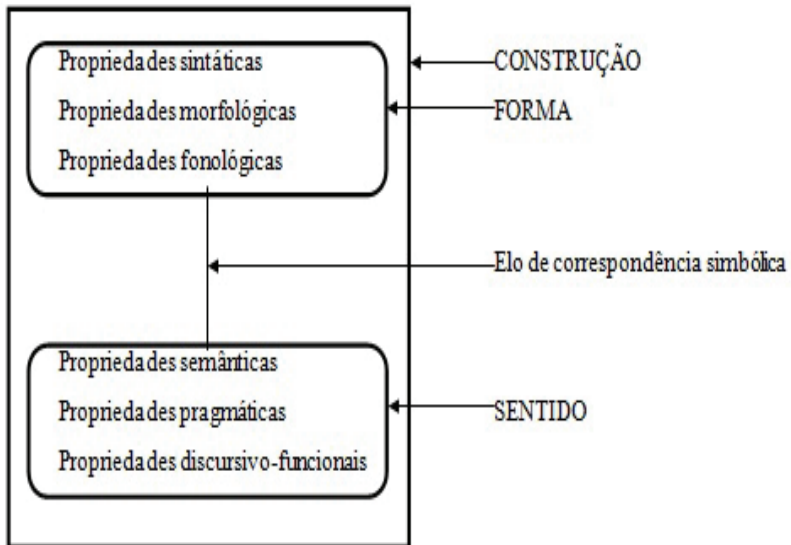 Propriedades sintáticas
CONSTRUÇÃO
Propriedades morfológicas
FORMA
Propriedades fonológicas
Elo de correspondência simbólica
Propriedades semânticas
Propriedades pragmáticas
SENTIDO
Propriedades discursivo-funcionais